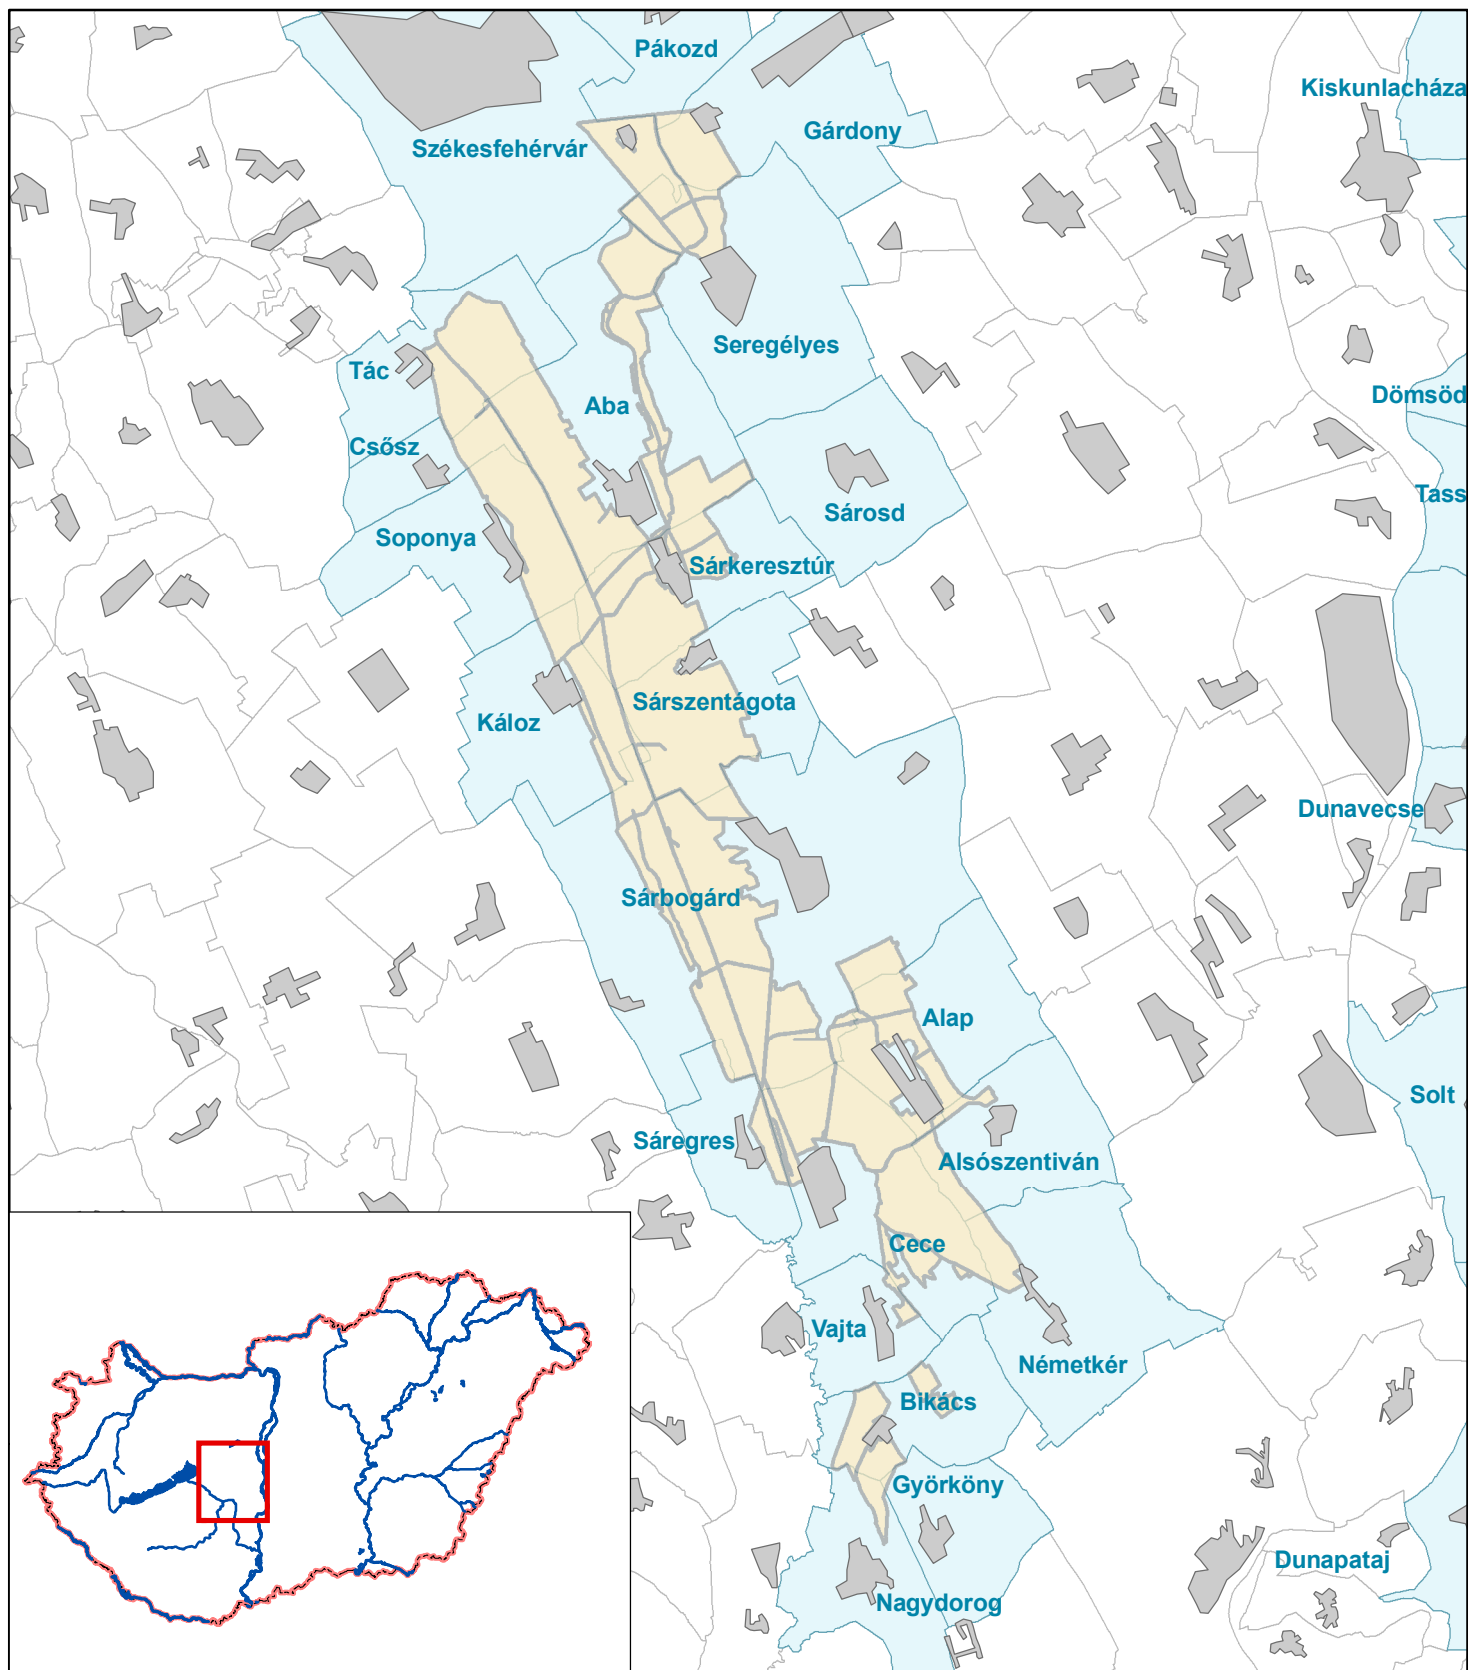 Pákozd
Kiskunlacháza
Gárdony
Székesfehérvár
Seregélyes
Tác
Dömsöd
Aba
Csősz
Tass
Sárosd
Soponya
Sárkeresztúr
Sárszentágota
Káloz
Dunavecse
Sárbogárd
Alap
Solt
Sáregres
Alsószentiván
Cece
Vajta
Németkér
Bikács
Györköny
Dunapataj
Nagydorog